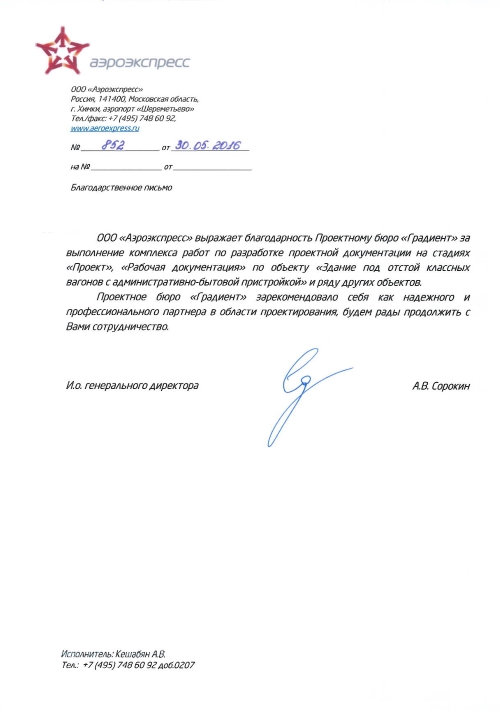 аэроэкспресс
ООО «Аэроэкспресс»
Россия, 141400, Московская область,
г. Химки, аэропорт «Шереметьево»
Тел./факс: +7 (495) 748 60 92,
www.aeroexpress.ru
№ 852 от 30.05.2016
на № от
Благодарственное письмо
ООО «Аэроэкспресс» выражает благодарность Проектному бюро «Градиент» за
выполнение комплекса работ по разработке проектной документации на стадиях
«Проект», «Рабочая документация» по объекту «Здание под отстой классных
вагонов с административно-бытовой пристройкой» и ряду других объектов.
Проектное бюро «Градиент» зарекомендовало себя как надежного и
профессионального партнера в области проектирования, будем рады продолжить с
Вами сотрудничество.
И.о. генерального директора А.В. Сорокин
Исполнитель: Кешабян А.В.
Тел.: +7 (495) 748 60 92 доб.0207